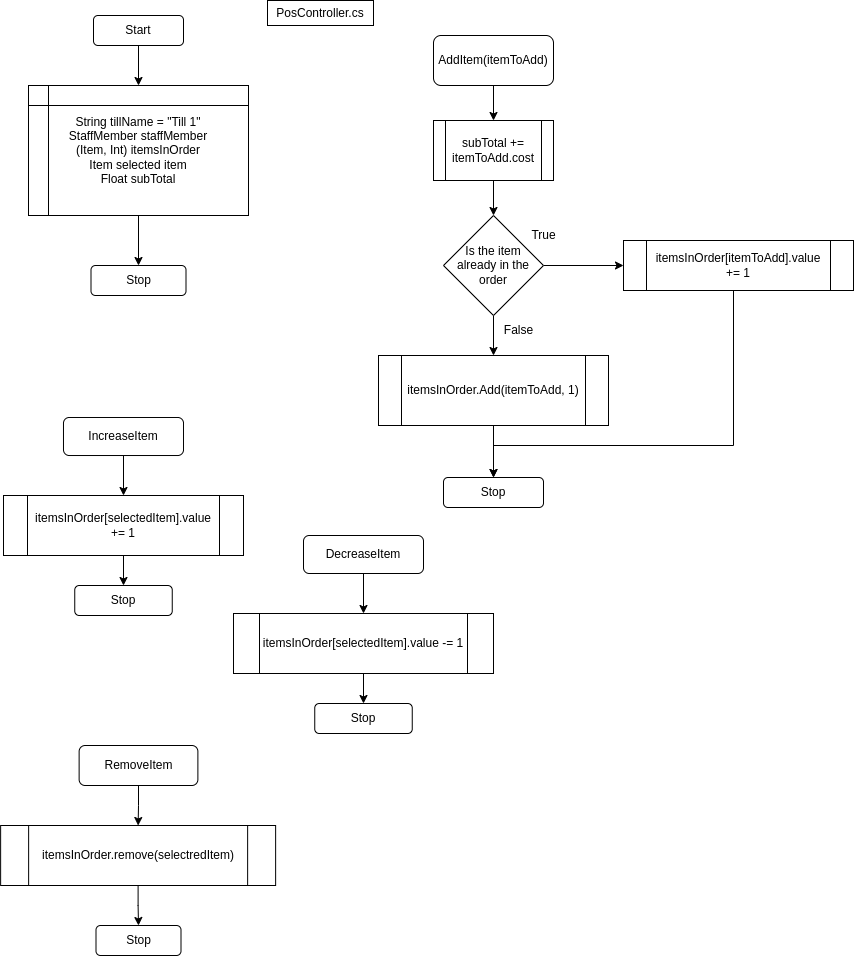 PosController.cs
Start
String tillName = "Till 1"
StaffMember staffMember
(Item, Int) itemsInOrder
Item selected item
Float subTotal
Stop
AddItem(itemToAdd)
subTotal +=
itemToAdd.cost
Is the item
already in the
order
True
itemsInOrder[itemToAdd].value
+= 1
False
itemsInOrder.Add(itemToAdd, 1)
Stop
IncreaseItem
itemsInOrder[selectedItem].value
+= 1
Stop
DecreaseItem
itemsInOrder[selectedItem].value -= 1
Stop
RemoveItem
itemsInOrder.remove(selectredItem)
Stop